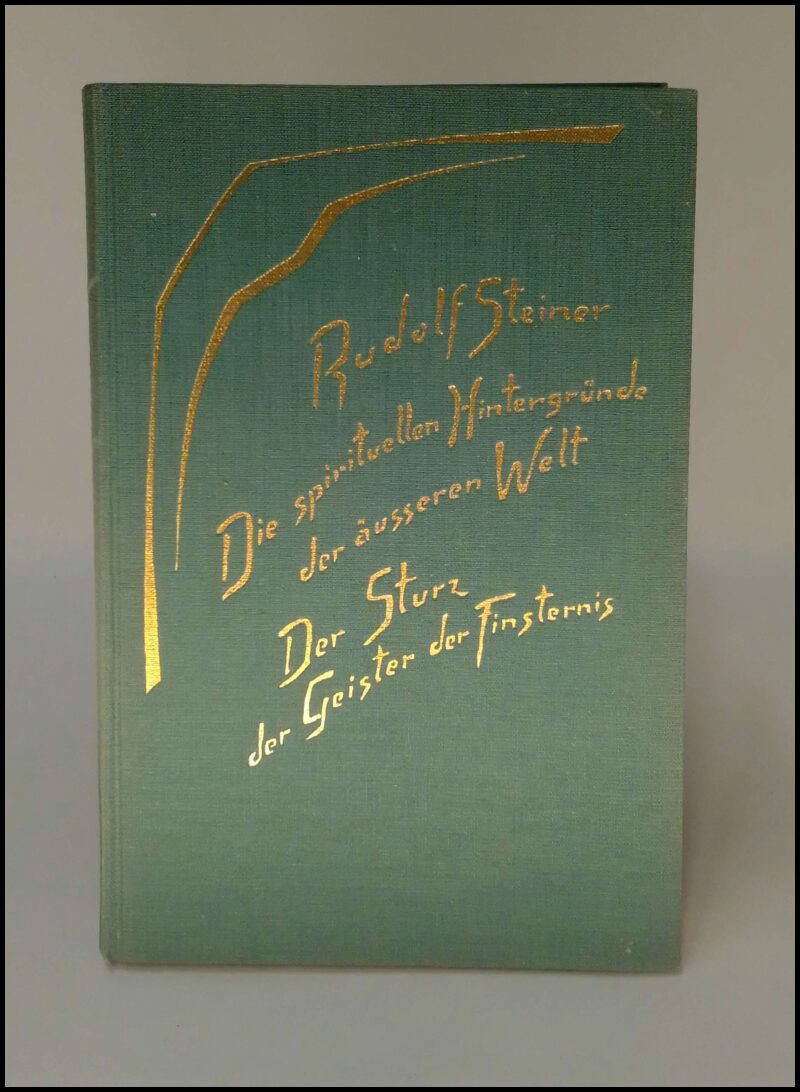 Rudolf Steiner
Die spirituellen Hintergründe
der äusseren Welt
Der Sturz
der Geister der Finsternis